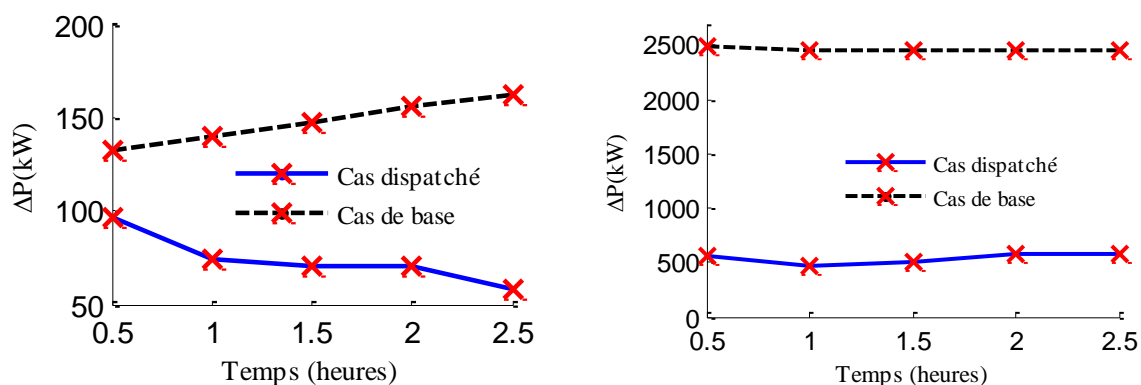 200
150
100
50
ΔP(kW)
Cas dispatché
Cas de base
0.5 1 1.5 2 2.5
Temps (heures)
2500
2000
1500
1000
500
0
ΔP(kW)
Cas dispatché
Cas de base
0.5 1 1.5 2 2.5
Temps (heures)